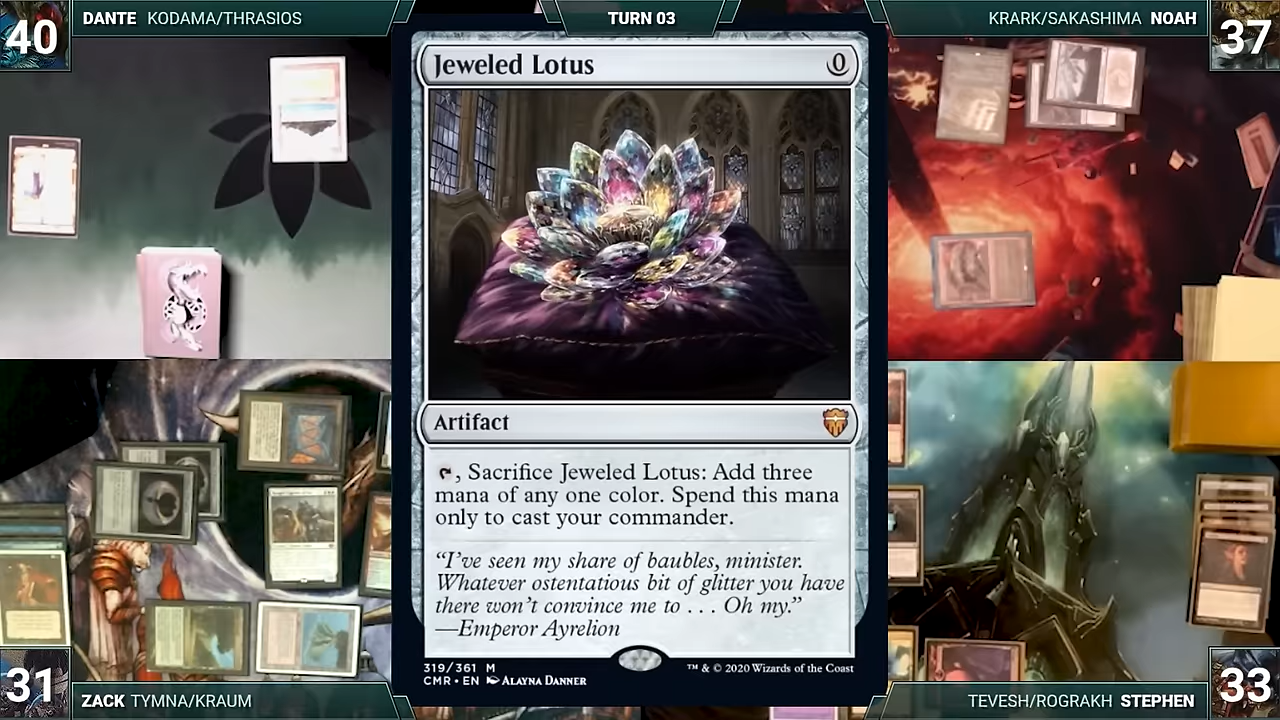 40
DANTE KODAMA/THRASIOS
TURN 03
KRARK/SAKASHIMA NOAH
37
Jeweled Lotus
0
Artifact
, Sacrifice Jeweled Lotus: Add three
mana of any one color. Spend this mana
only to cast your commander.
“I’ve seen my share of baubles, minister.
Whatever ostentatious bit of glitter you have
there won’t convince me to . . . Oh my.”
—Emperor Ayrelion
319/361 M
CMR • EN ALAYNA DANNER
™ & © 2020 Wizards of the Coast
31
ZACK TYMNA/KRAUM
TEVESH/ROGRAKH STEPHEN
33